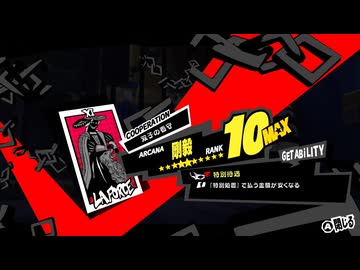 COOPERATION
双子の看守
ARCANA 剛毅 RANK 10 MAX
XI
LA FORCE
GET ABILITY
特別待遇
『特別処置』で払う金額が安くなる
閉じる